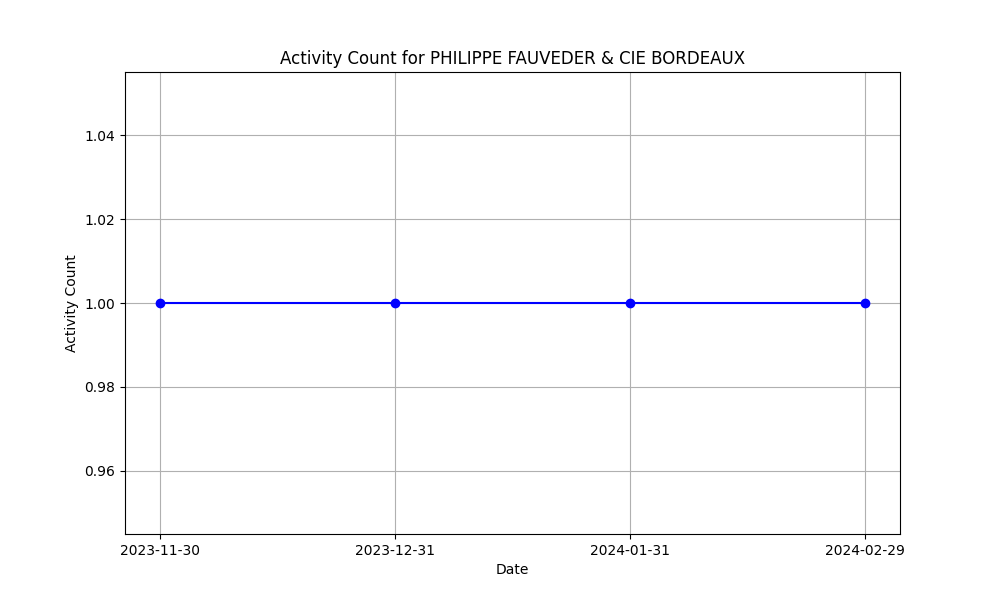 Activity Count for PHILIPPE FAUVEDER & CIE BORDEAUX
1.04
1.02
1.00
0.98
0.96
Activity Count
2023-11-30 2023-12-31 2024-01-31 2024-02-29
Date